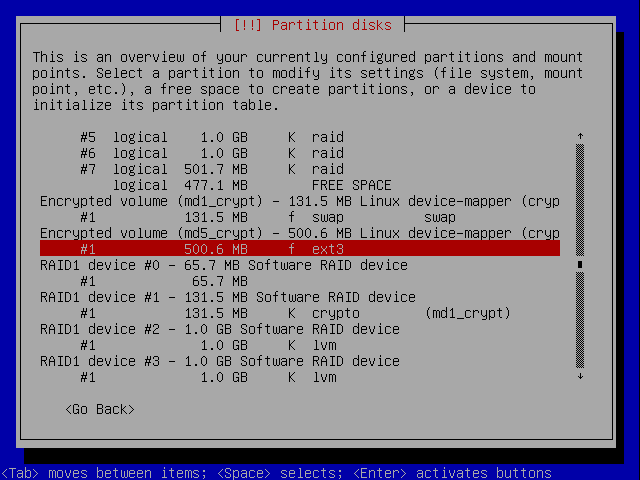 [!!] Partition disks
This is an overview of your currently configured partitions and mount
points. Select a partition to modify its settings (file system, mount
point, etc.), a free space to create partitions, or a device to
initialize its partition table.
#5  logical    1.0 GB     K  raid
#6  logical    1.0 GB     K  raid
#7  logical  501.7 MB     K  raid
logical  477.1 MB        FREE SPACE
Encrypted volume (md1_crypt) - 131.5 MB Linux device-mapper (cryp
#1           131.5 MB     f  swap          swap
Encrypted volume (md5_crypt) - 500.6 MB Linux device-mapper (cryp
#1           500.6 MB     f  ext3
RAID1 device #0 - 65.7 MB Software RAID device
#1            65.7 MB
RAID1 device #1 - 131.5 MB Software RAID device
#1           131.5 MB     K  crypto        (md1_crypt)
RAID1 device #2 - 1.0 GB Software RAID device
#1             1.0 GB     K  lvm
RAID1 device #3 - 1.0 GB Software RAID device
#1             1.0 GB     K  lvm
<Go Back>
<Tab> moves between items; <Space> selects; <Enter> activates buttons